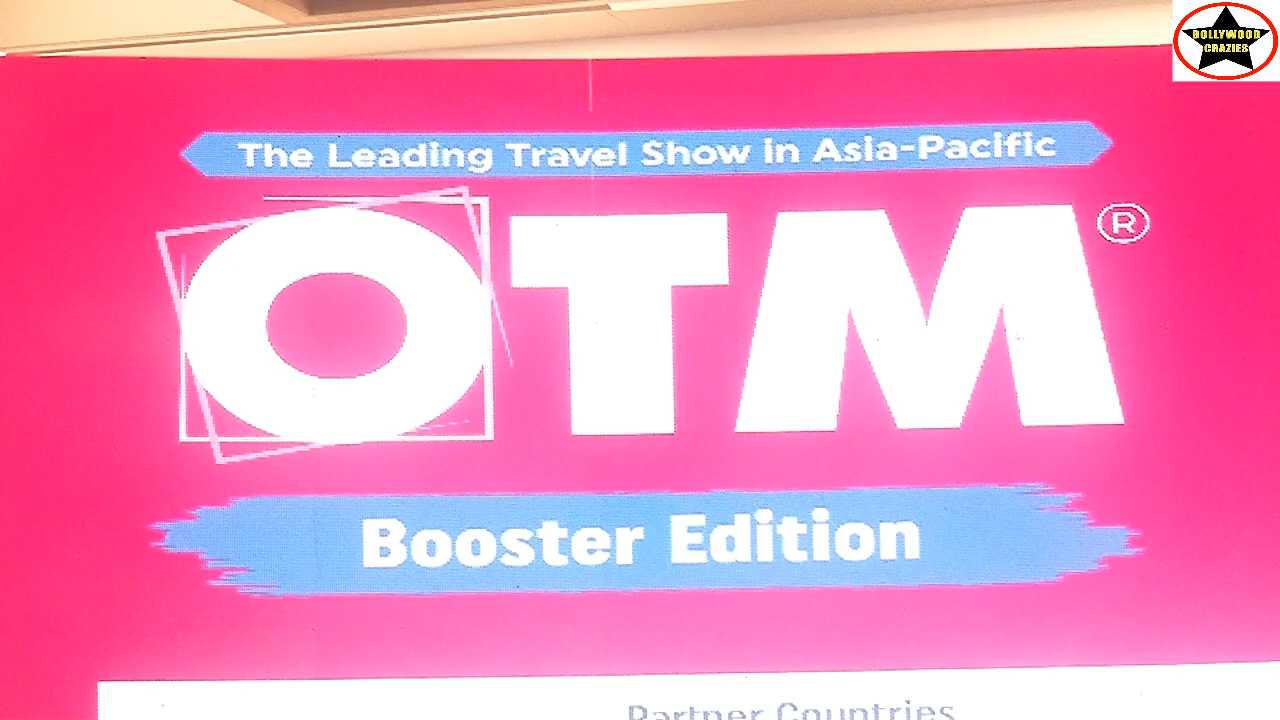 BOLLYWOOD
CRAZIES
The Leading Travel Show in Asia-Pacific
OTM®
Booster Edition
Partner Countries